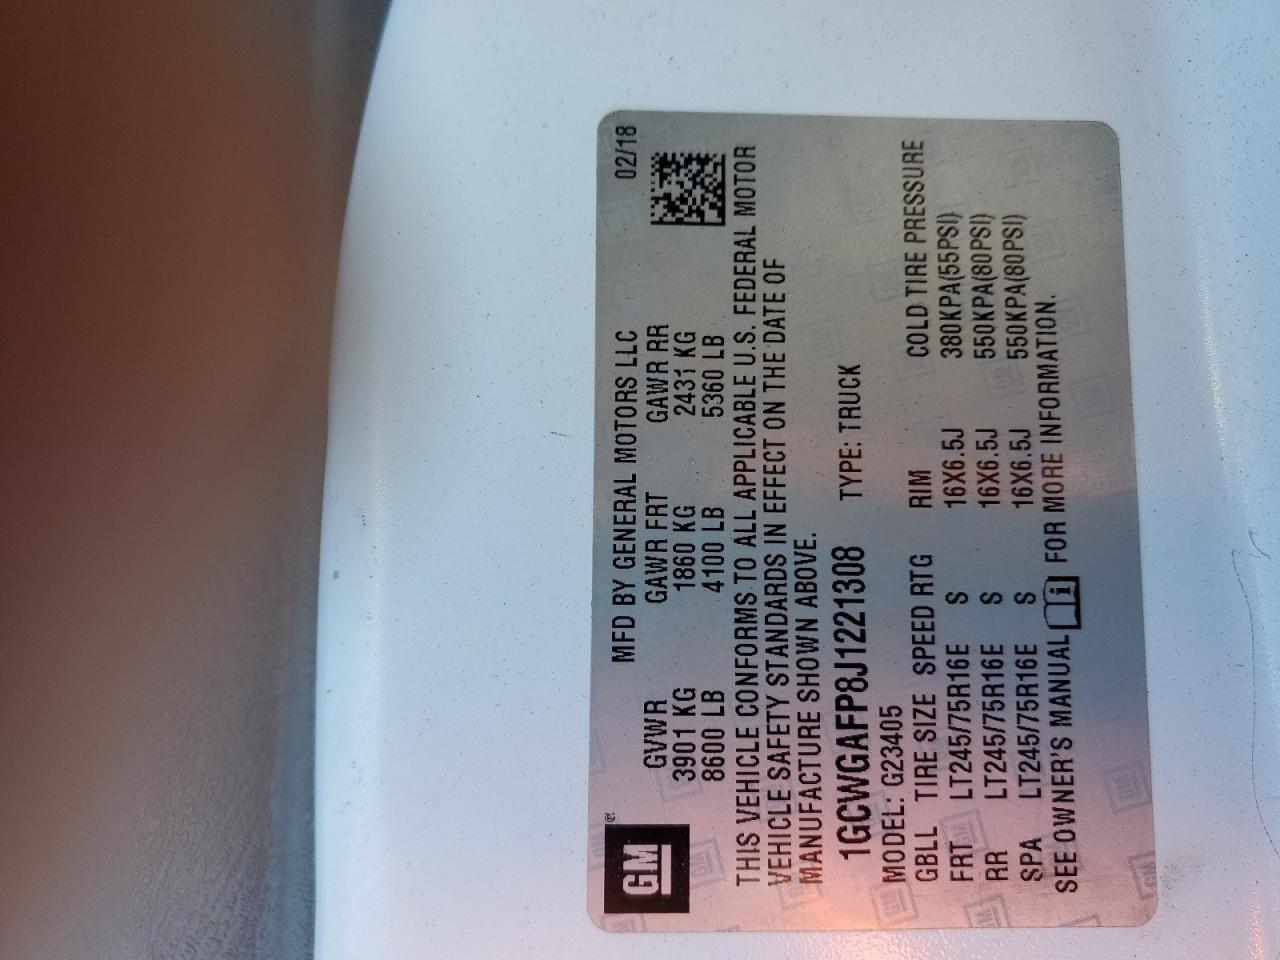 GM® MFD BY GENERAL MOTORS LLC 02/18
GVWR GAWR FRT GAWR RR
3901 KG 1860 KG 2431 KG
8600 LB 4100 LB 5360 LB
THIS VEHICLE CONFORMS TO ALL APPLICABLE U.S. FEDERAL MOTOR
VEHICLE SAFETY STANDARDS IN EFFECT ON THE DATE OF
MANUFACTURE SHOWN ABOVE.
1GCWGAFP8J1221308 TYPE: TRUCK
MODEL: G23405
GBLL TIRE SIZE SPEED RTG RIM COLD TIRE PRESSURE
FRT LT245/75R16E S 16X6.5J 380KPA(55PSI)
RR LT245/75R16E S 16X6.5J 550KPA(80PSI)
SPA LT245/75R16E S 16X6.5J 550KPA(80PSI)
SEE OWNER'S MANUAL i FOR MORE INFORMATION.